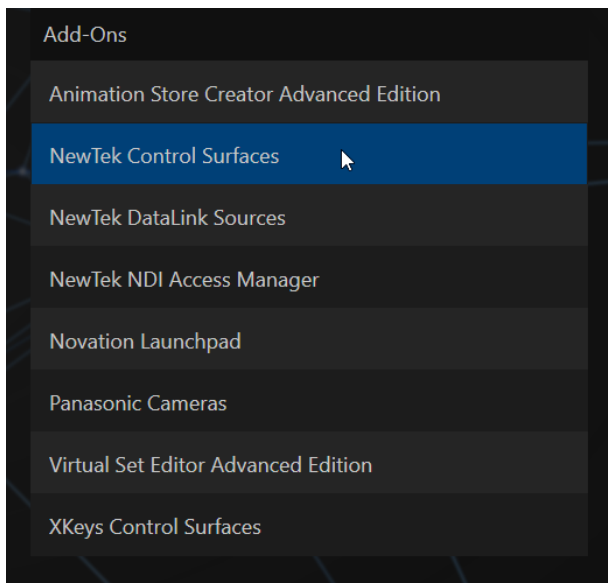 Add-Ons
Animation Store Creator Advanced Edition
NewTek Control Surfaces
NewTek DataLink Sources
NewTek NDI Access Manager
Novation Launchpad
Panasonic Cameras
Virtual Set Editor Advanced Edition
XKeys Control Surfaces